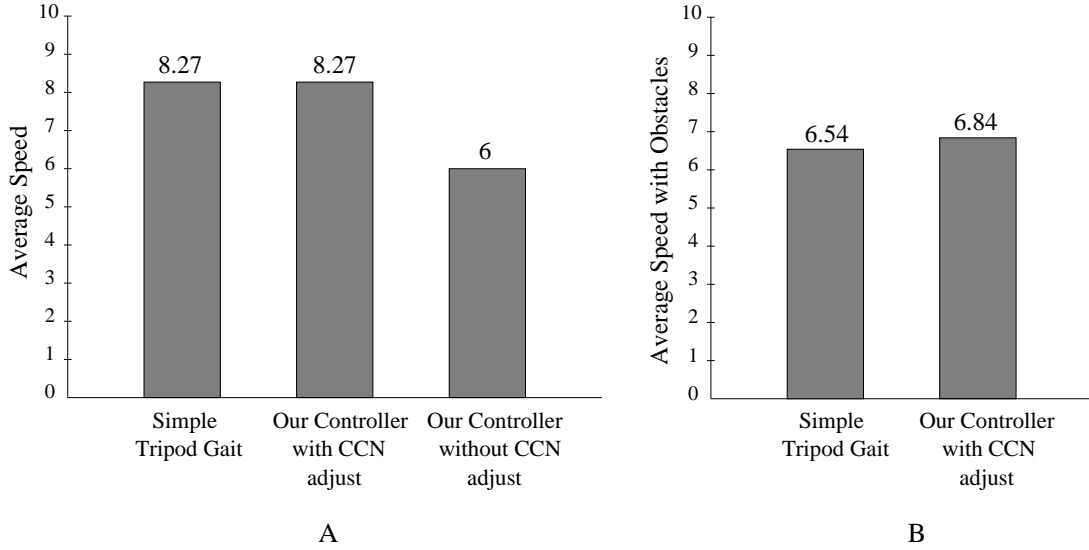 10
9
8
7
6
5
4
3
2
1
0
Average Speed
8.27
8.27
6
Simple
Tripod Gait
Our Controller
with CCN
adjust
Our Controller
without CCN
adjust
A
10
9
8
7
6
5
4
3
2
1
0
Average Speed with Obstacles
6.54
6.84
Simple
Tripod Gait
Our Controller
with CCN
adjust
B